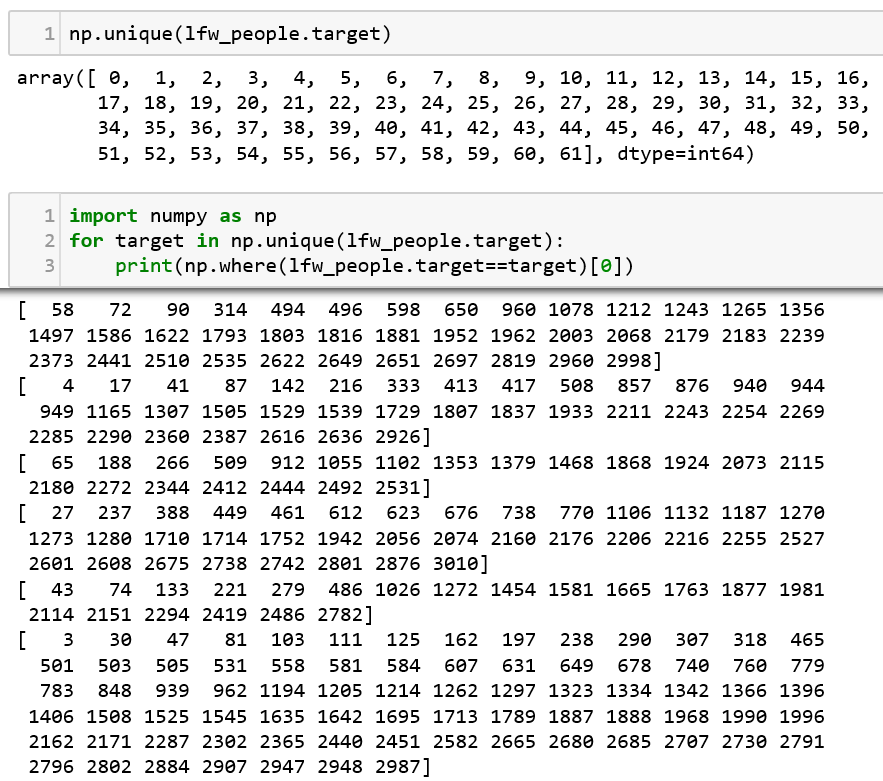 1 np.unique(lfw_people.target)
array([ 0, 1, 2, 3, 4, 5, 6, 7, 8, 9, 10, 11, 12, 13, 14, 15, 16,
17, 18, 19, 20, 21, 22, 23, 24, 25, 26, 27, 28, 29, 30, 31, 32, 33,
34, 35, 36, 37, 38, 39, 40, 41, 42, 43, 44, 45, 46, 47, 48, 49, 50,
51, 52, 53, 54, 55, 56, 57, 58, 59, 60, 61], dtype=int64)
1 import numpy as np
2 for target in np.unique(lfw_people.target):
3     print(np.where(lfw_people.target==target)[0])
[ 58 72 90 314 494 496 598 650 960 1078 1212 1243 1265 1356
1497 1586 1622 1793 1803 1816 1881 1952 1962 2003 2068 2179 2183 2239
2373 2441 2510 2535 2622 2649 2651 2697 2819 2960 2998]
[ 4 17 41 87 142 216 333 413 417 508 857 876 940 944
949 1165 1307 1505 1529 1539 1729 1807 1837 1933 2211 2243 2254 2269
2285 2290 2360 2387 2616 2636 2926]
[ 65 188 266 509 912 1055 1102 1353 1379 1468 1868 1924 2073 2115
2180 2272 2344 2412 2444 2492 2531]
[ 27 237 388 449 461 612 623 676 738 770 1106 1132 1187 1270
1273 1280 1710 1714 1752 1942 2056 2074 2160 2176 2206 2216 2255 2527
2601 2608 2675 2738 2742 2801 2876 3010]
[ 43 74 133 221 279 486 1026 1272 1454 1581 1665 1763 1877 1981
2114 2151 2294 2419 2486 2782]
[ 3 30 47 81 103 111 125 162 197 238 290 307 318 465
501 503 505 531 558 581 584 607 631 649 678 740 760 779
783 848 939 962 1194 1205 1214 1262 1297 1323 1334 1342 1366 1396
1406 1508 1525 1545 1635 1642 1695 1713 1789 1887 1888 1968 1990 1996
2162 2171 2287 2302 2365 2440 2451 2582 2665 2680 2685 2707 2730 2791
2796 2802 2884 2907 2947 2948 2987]